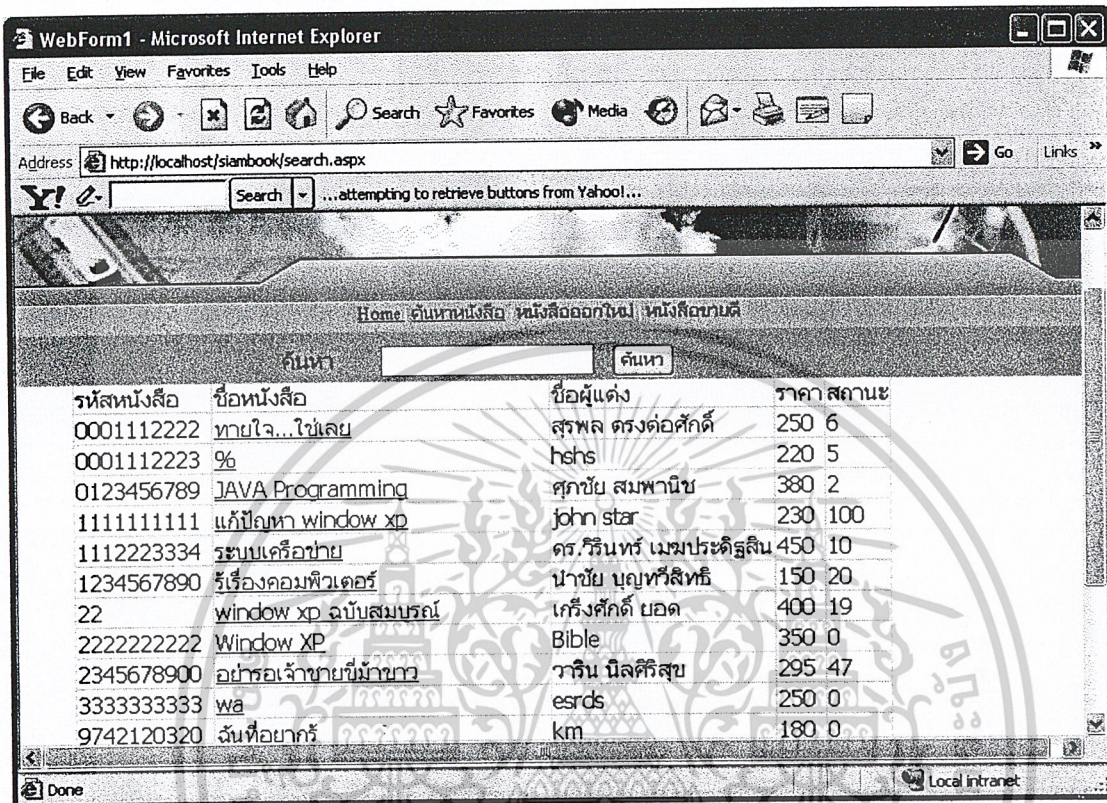 WebForm1 - Microsoft Internet Explorer
File Edit View Favorites Tools Help
Back Search Favorites Media
Address http://localhost/siambook/search.aspx Go Links »
Y! Search ...attempting to retrieve buttons from Yahoo!...
Home ค้นหาหนังสือ หนังสือออกใหม่ หนังสือขายดี
ค้นหา ค้นหา
รหัสหนังสือ ชื่อหนังสือ ชื่อผู้แต่ง ราคา สถานะ
0001112222 ทายใจ...ใช่เลย สุรพล ตรงต่อศักดิ์ 250 6
0001112223 % hshs 220 5
0123456789 JAVA Programming ศุภชัย สมพานิช 380 2
1111111111 แก้ปัญหา window xp john star 230 100
1112223334 ระบบเครือข่าย ดร.วิรินทร์ เมฆประดิฐสิน 450 10
1234567890 รู้เรื่องคอมพิวเตอร์ นำชัย บุญทวีสิทธิ์ 150 20
22 window xp ฉบับสมบรณ์ เกรึงศักดิ์ ยอด 400 19
2222222222 Window XP Bible 350 0
2345678900 อย่ารอเจ้าชายขี่ม้าขาว วาริน นิลศิริสุข 295 47
3333333333 wa esrds 250 0
9742120320 ฉันที่อยากรู้ km 180 0
Done Local intranet